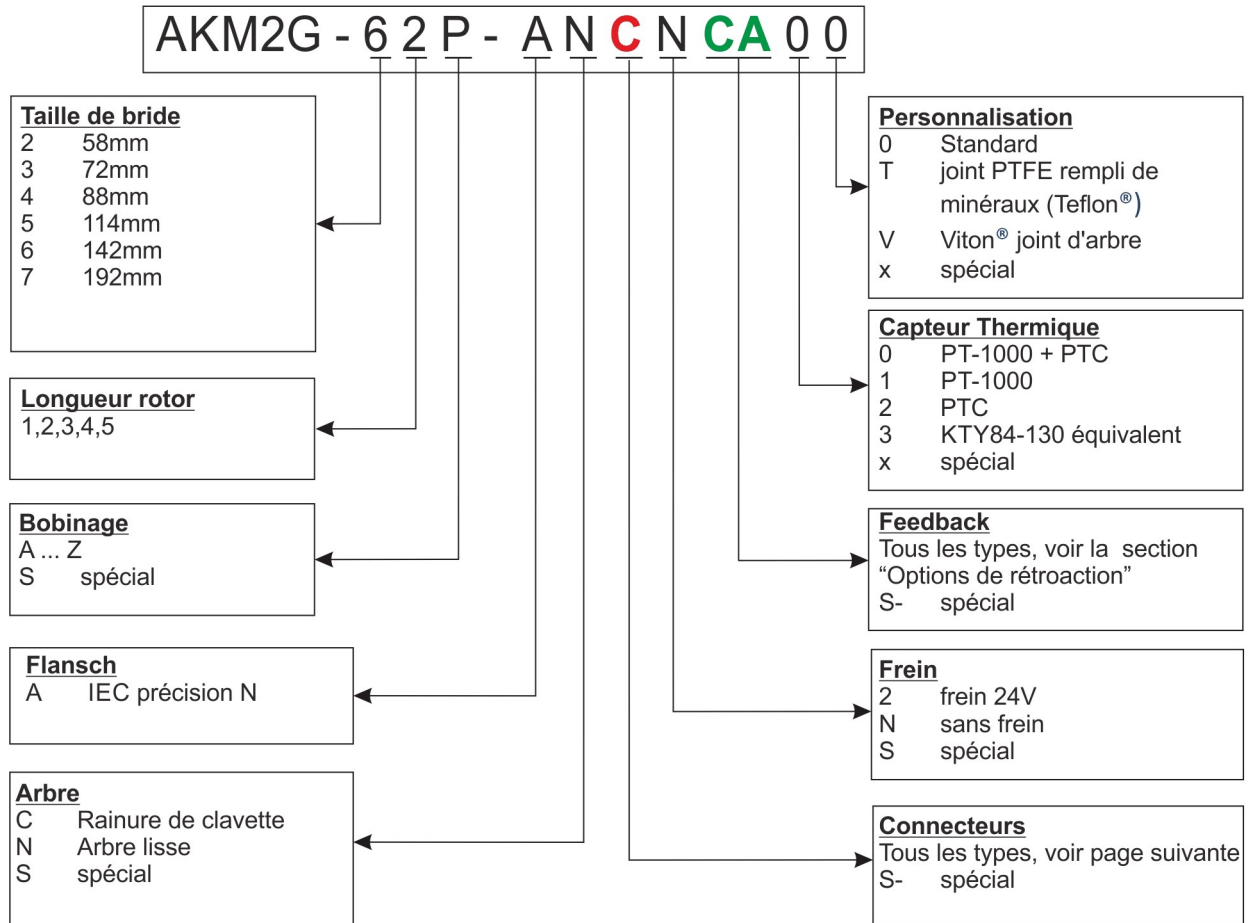 AKM2G - 6 2 P - A N C N CA 0 0
Taille de bride
2 58mm
3 72mm
4 88mm
5 114mm
6 142mm
7 192mm
Longueur rotor
1,2,3,4,5
Bobinage
A ... Z
S spécial
Flansch
A IEC précision N
Arbre
C Rainure de clavette
N Arbre lisse
S spécial
Personnalisation
0 Standard
T joint PTFE rempli de
minéraux (Teflon®)
V Viton® joint d'arbre
x spécial
Capteur Thermique
0 PT-1000 + PTC
1 PT-1000
2 PTC
3 KTY84-130 équivalent
x spécial
Feedback
Tous les types, voir la section
“Options de rétroaction”
S- spécial
Frein
2 frein 24V
N sans frein
S spécial
Connecteurs
Tous les types, voir page suivante
S- spécial